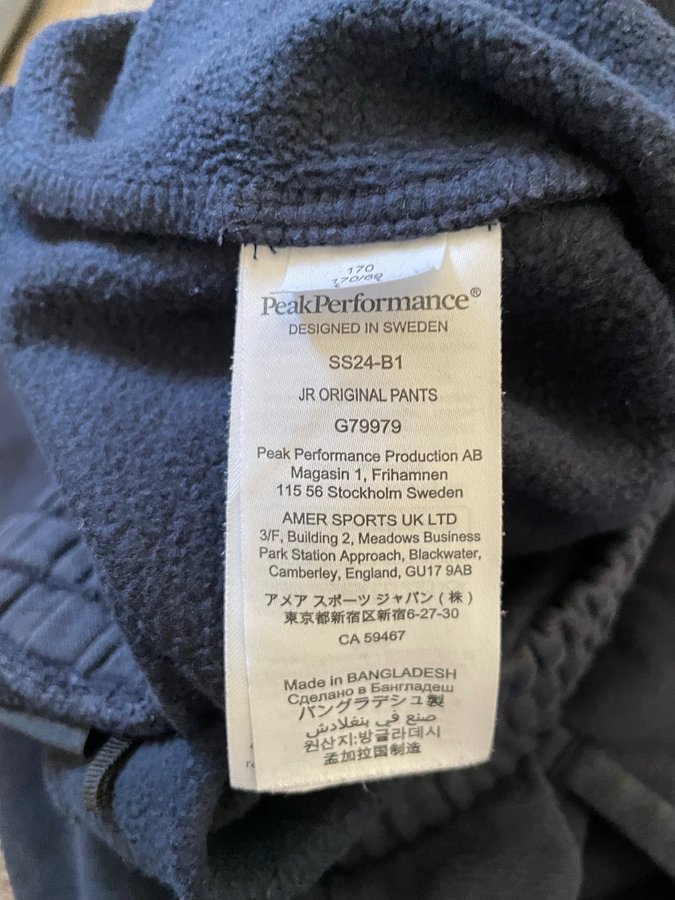 170
170/69
PeakPerformance®
DESIGNED IN SWEDEN
SS24-B1
JR ORIGINAL PANTS
G79979
Peak Performance Production AB
Magasin 1, Frihamnen
115 56 Stockholm Sweden
AMER SPORTS UK LTD
3/F, Building 2, Meadows Business
Park Station Approach, Blackwater,
Camberley, England, GU17 9AB
アメア スポーツ ジャパン ( 株 )
東京都新宿区新宿6-27-30
CA 59467
Made in BANGLADESH
Сделано в Бангладеш
バングラデシュ製
صنع في بنغلادش
원산지:방글라데시
孟加拉国制造